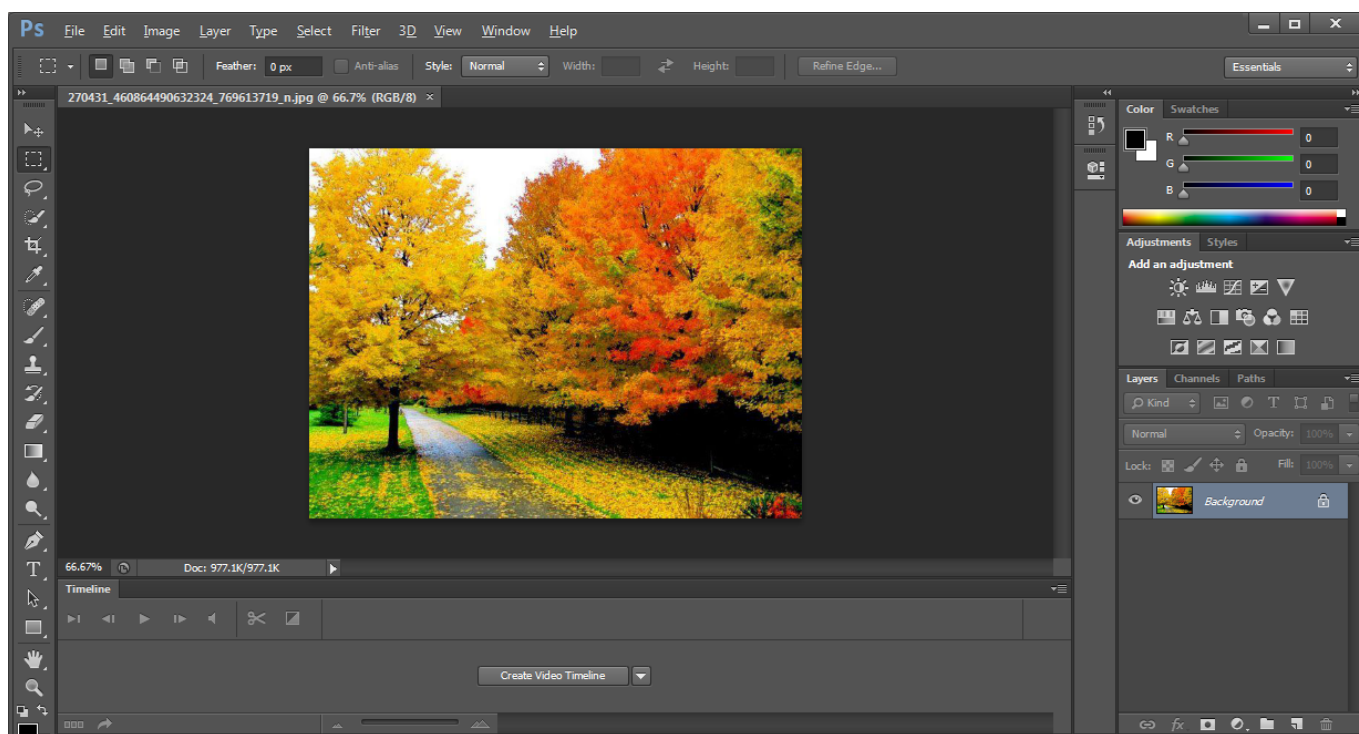 Ps File Edit Image Layer Type Select Filter 3D View Window Help
Feather: 0 px Anti-alias Style: Normal Width: Height: Refine Edge... Essentials
270431_460864490632324_769613719_n.jpg @ 66.7% (RGB/8) ×
Color Swatches
R 0
G 0
B 0
Adjustments Styles
Add an adjustment
Layers Channels Paths
Kind
Normal Opacity: 100%
Lock: Fill: 100%
Background
66.67% Doc: 977.1K/977.1K
Timeline
Create Video Timeline
T
fx